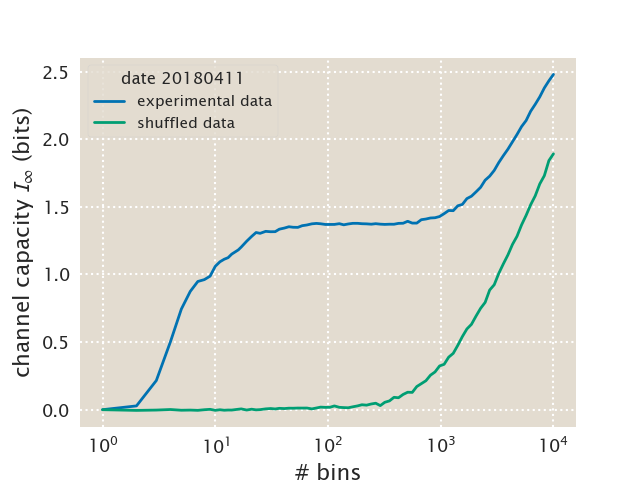 date 20180411
experimental data
shuffled data
channel capacity I∞ (bits)
2.5
2.0
1.5
1.0
0.5
0.0
10⁰ 10¹ 10² 10³ 10⁴
# bins